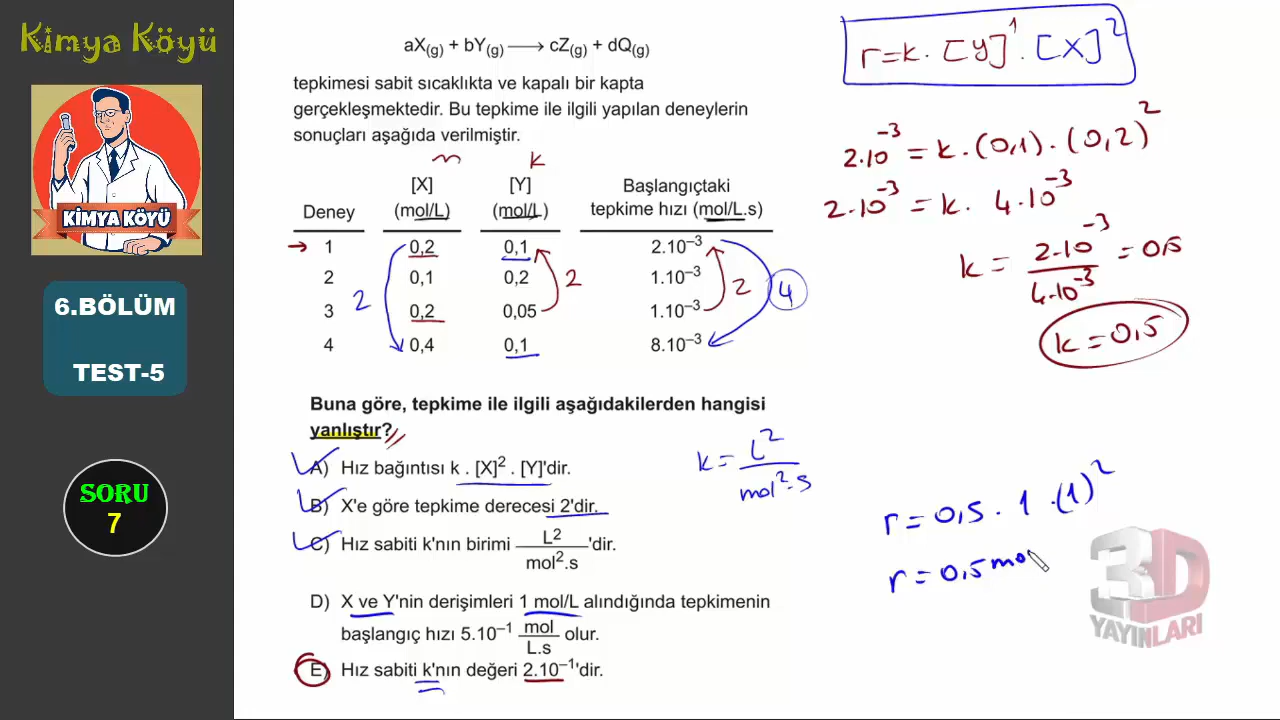 Kimya Köyü
KİMYA KÖYÜ
6.BÖLÜM
TEST-5
SORU
7
aX(g) + bY(g) ⟶ cZ(g) + dQ(g)
tepkimesi sabit sıcaklıkta ve kapalı bir kapta
gerçekleşmektedir. Bu tepkime ile ilgili yapılan deneylerin
sonuçları aşağıda verilmiştir.
m k
[X] [Y] Başlangıçtaki
Deney (mol/L) (mol/L) tepkime hızı (mol/L.s)
→ 1 0,2 0,1 2.10⁻³
2 0,1 0,2 1.10⁻³
3 0,2 0,05 1.10⁻³
4 0,4 0,1 8.10⁻³
2 2 2 4
Buna göre, tepkime ile ilgili aşağıdakilerden hangisi
yanlıştır?
A) Hız bağıntısı k . [X]² . [Y]'dir.
B) X'e göre tepkime derecesi 2'dir.
C) Hız sabiti k'nın birimi L²/mol².s 'dir.
D) X ve Y'nin derişimleri 1 mol/L alındığında tepkimenin
başlangıç hızı 5.10⁻¹ mol/L.s olur.
E) Hız sabiti k'nın değeri 2.10⁻¹'dir.
r=k. [Y]¹ . [X]²
2.10⁻³ = k . (0,1) . (0,2)²
2.10⁻³ = k . 4.10⁻³
k = 2.10⁻³/4.10⁻³ = 0,5
k = 0,5
k = L²/mol².s
r = 0,5 . 1 . (1)²
r = 0,5 mo
3D
YAYINLARI